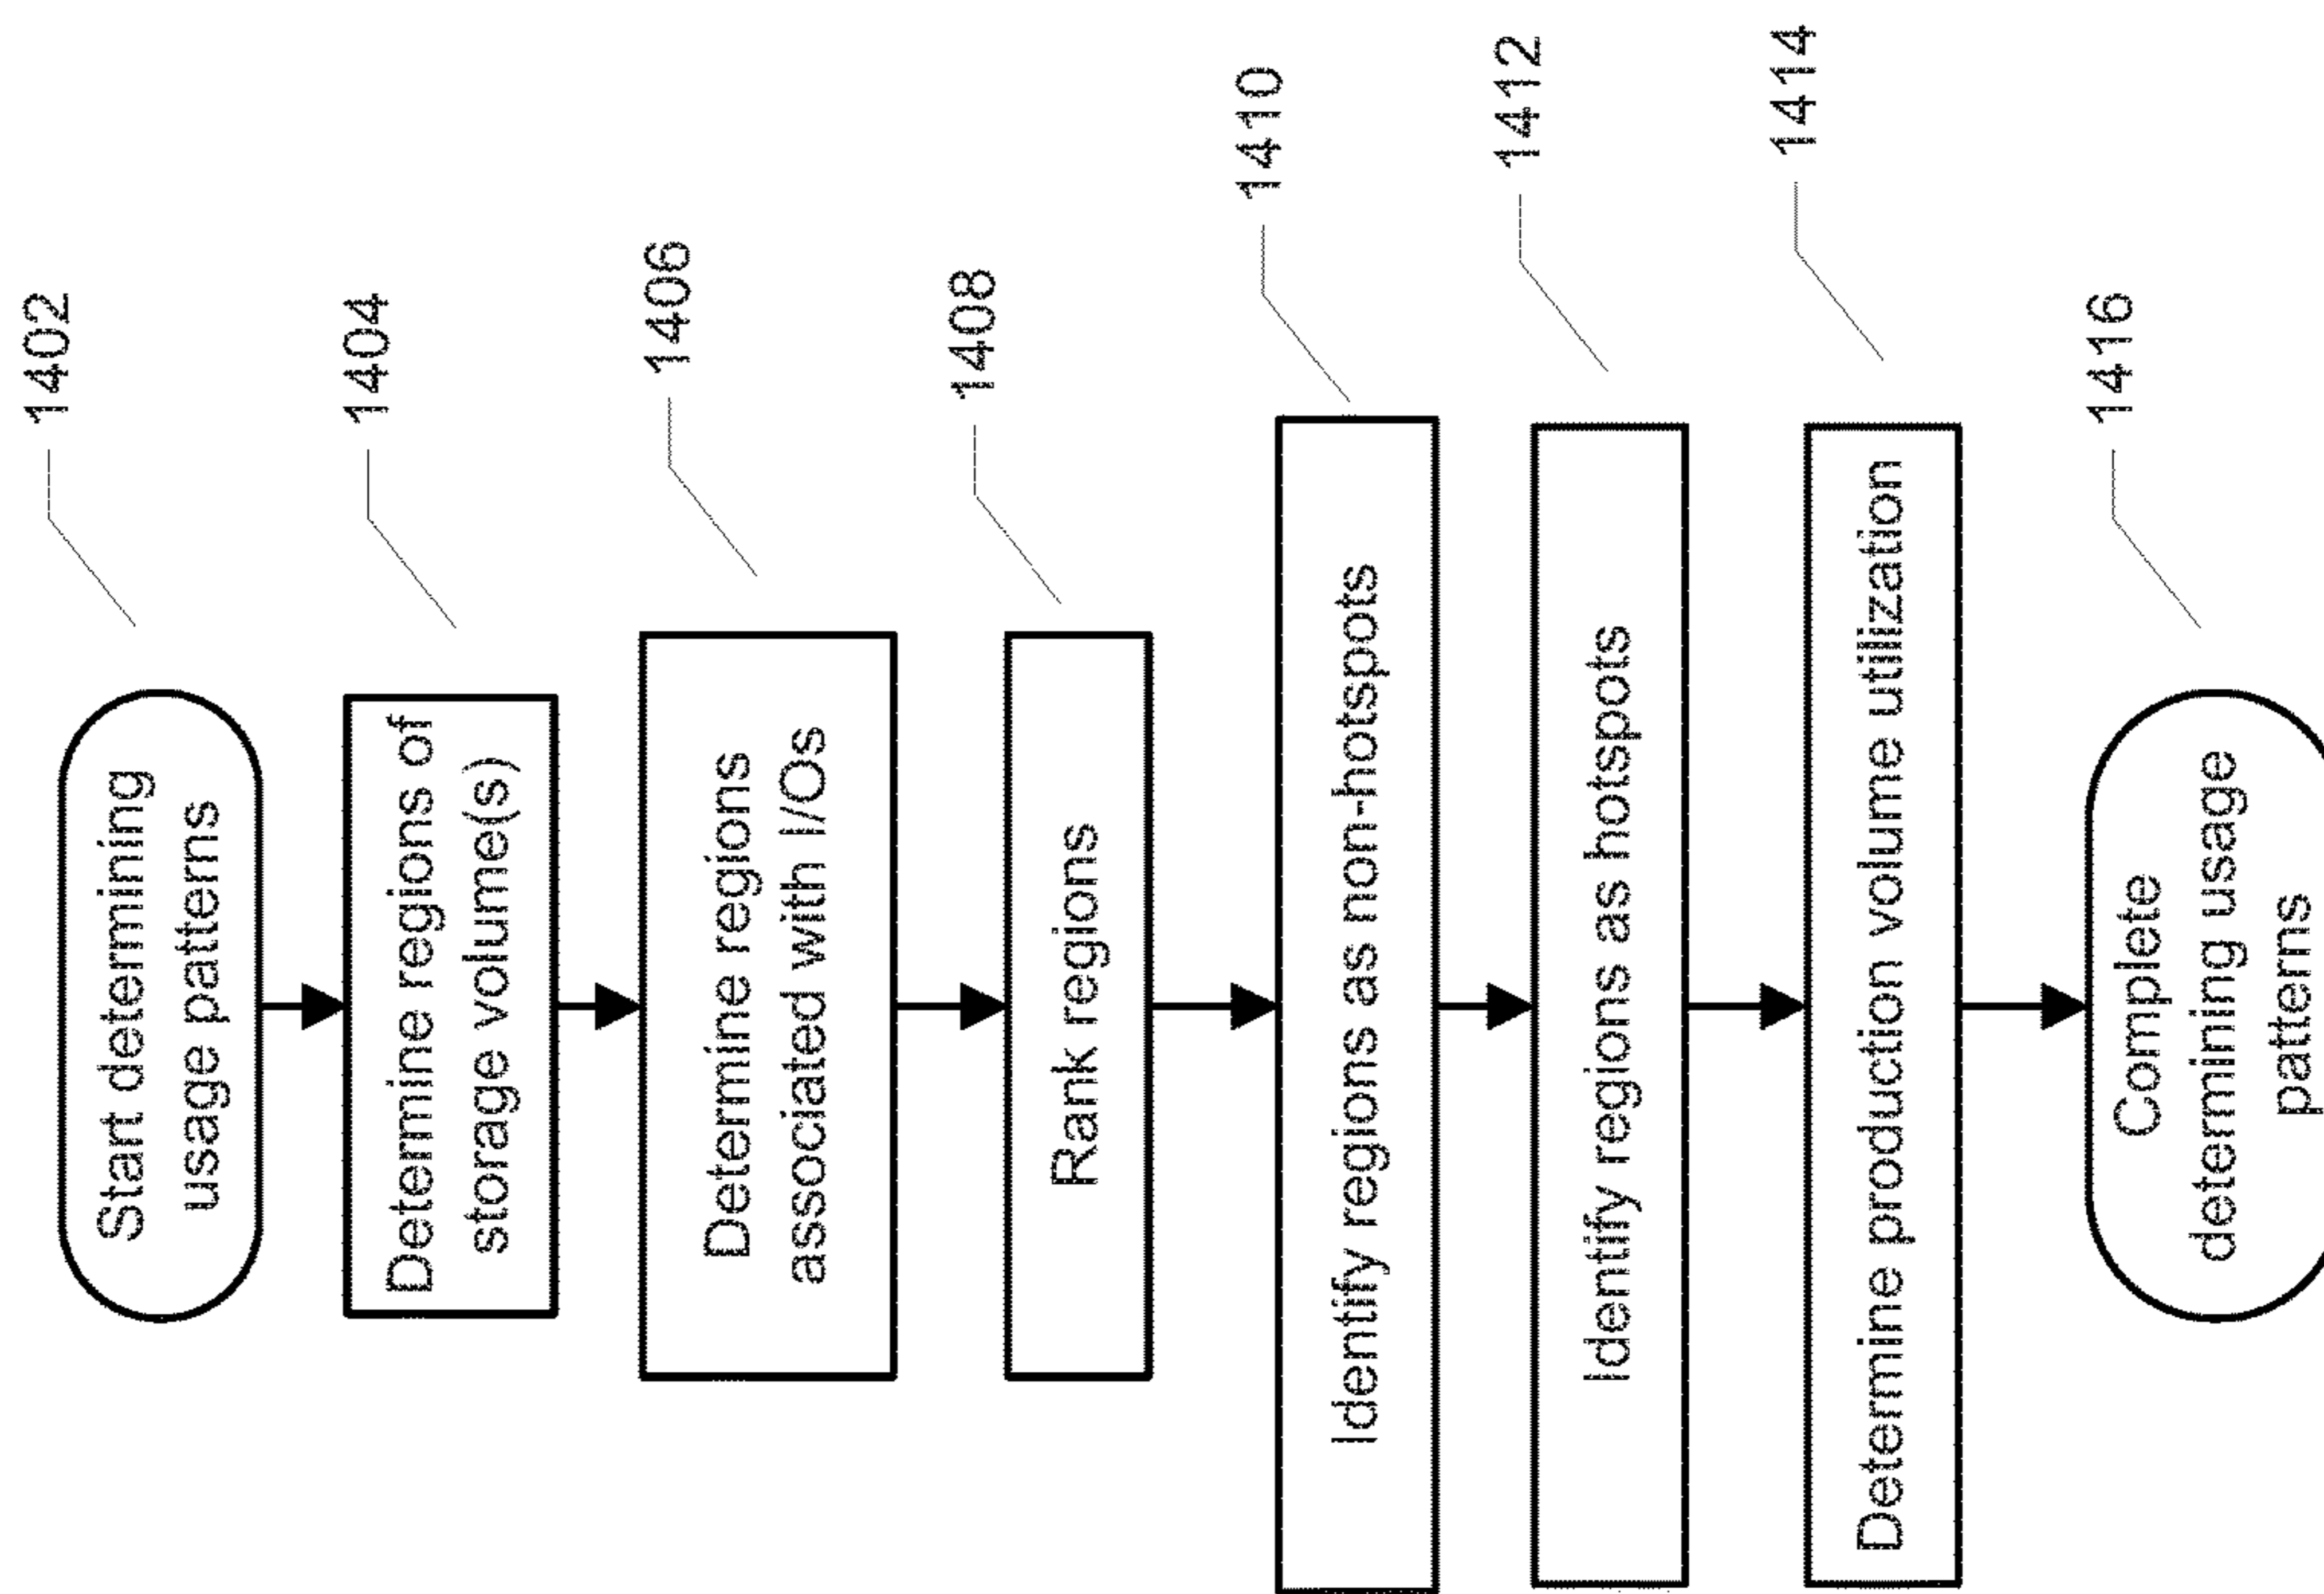 Start determining
usage patterns
1402
Determine regions of
storage volume(s)
1404
Determine regions
associated with I/Os
1406
Rank regions
1408
Identify regions as non-hotspots
1410
Identify regions as hotspots
1412
Determine production volume utilization
1414
Complete
determining usage
patterns
1416